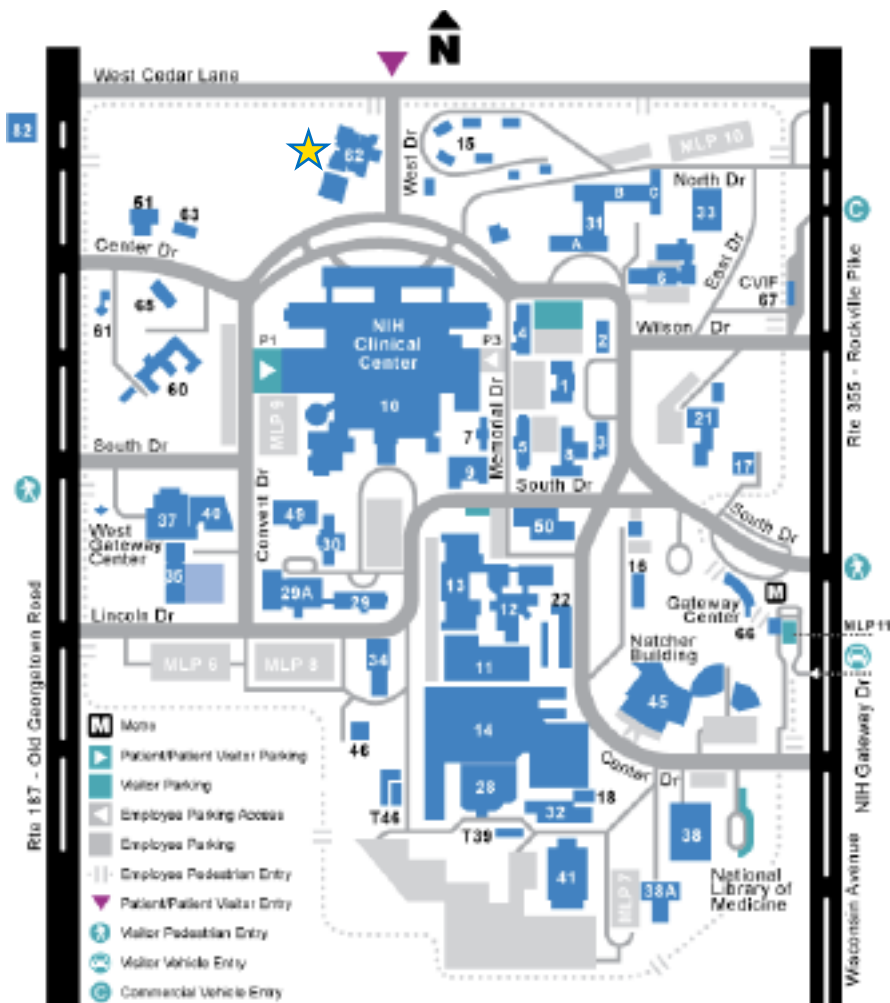 N
West Cedar Lane
82
62
West Dr
15
MLP 10
North Dr
B
C
31
A
33
51
63
Center Dr
6
East Dr
CVIF
67
C
Rte 355 - Rockville Pike
65
61
60
P1
NIH
Clinical
Center
10
P3
4
2
Wilson Dr
1
MLP 9
7
Memorial Dr
5
8
3
9
21
17
South Dr
South Dr
South Dr
37
40
West
Gateway
Center
35
Convent Dr
49
30
50
29A
29
13
12
22
16
M
Gateway
Center
66
MLP 11
Lincoln Dr
Natcher
Building
MLP 6
MLP 8
34
11
45
46
14
Center Dr
NIH Gateway Dr
Rte 187 - Old Georgetown Road
M Metro
Patient/Patient Visitor Parking
Visitor Parking
Employee Parking Access
Employee Parking
Employee Pedestrian Entry
Patient/Patient Visitor Entry
Visitor Pedestrian Entry
Visitor Vehicle Entry
C Commercial Vehicle Entry
T46
28
18
32
T39
38
41
MLP 7
38A
National
Library of
Medicine
Wisconsin Avenue